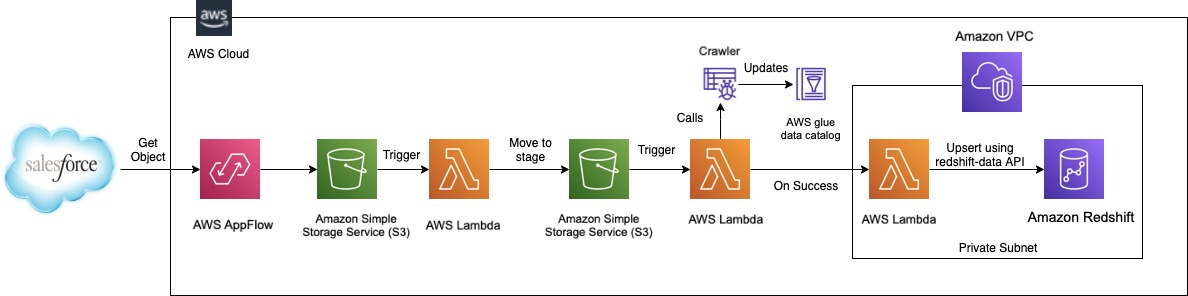 aws
AWS Cloud
Amazon VPC
Crawler
Updates
AWS glue
data catalog
Calls
salesforce
Get
Object
AWS AppFlow
Amazon Simple
Storage Service (S3)
Trigger
AWS Lambda
Move to
stage
Amazon Simple
Storage Service (S3)
Trigger
AWS Lambda
On Success
AWS Lambda
Upsert using
redshift-data API
Amazon Redshift
Private Subnet